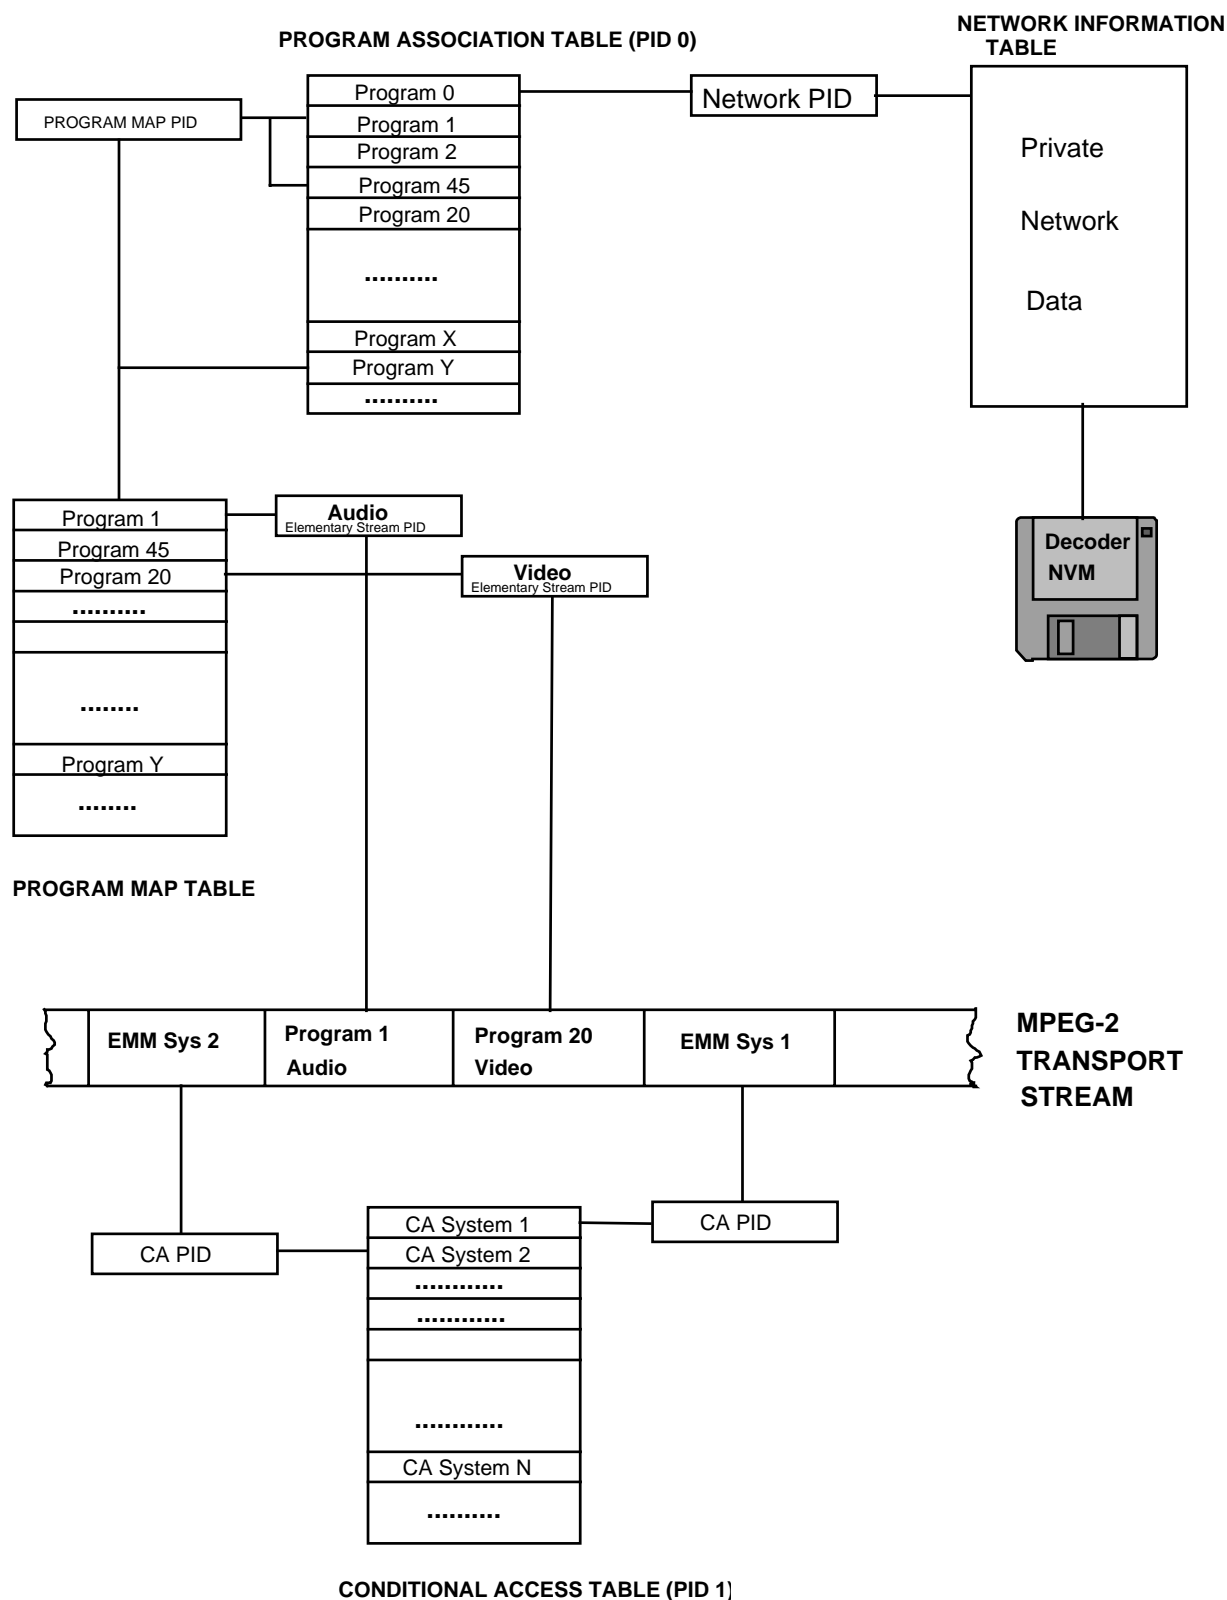 PROGRAM ASSOCIATION TABLE (PID 0)
NETWORK INFORMATION
TABLE
PROGRAM MAP PID
Program 0
Program 1
Program 2
Program 45
Program 20
..........
Program X
Program Y
..........
Network PID
Private
Network
Data
Decoder
NVM
Program 1
Program 45
Program 20
..........
........
Program Y
........
PROGRAM MAP TABLE
Audio
Elementary Stream PID
Video
Elementary Stream PID
EMM Sys 2
Program 1
Audio
Program 20
Video
EMM Sys 1
MPEG-2
TRANSPORT
STREAM
CA PID
CA System 1
CA System 2
............
............
............
CA System N
..........
CA PID
CONDITIONAL ACCESS TABLE (PID 1)